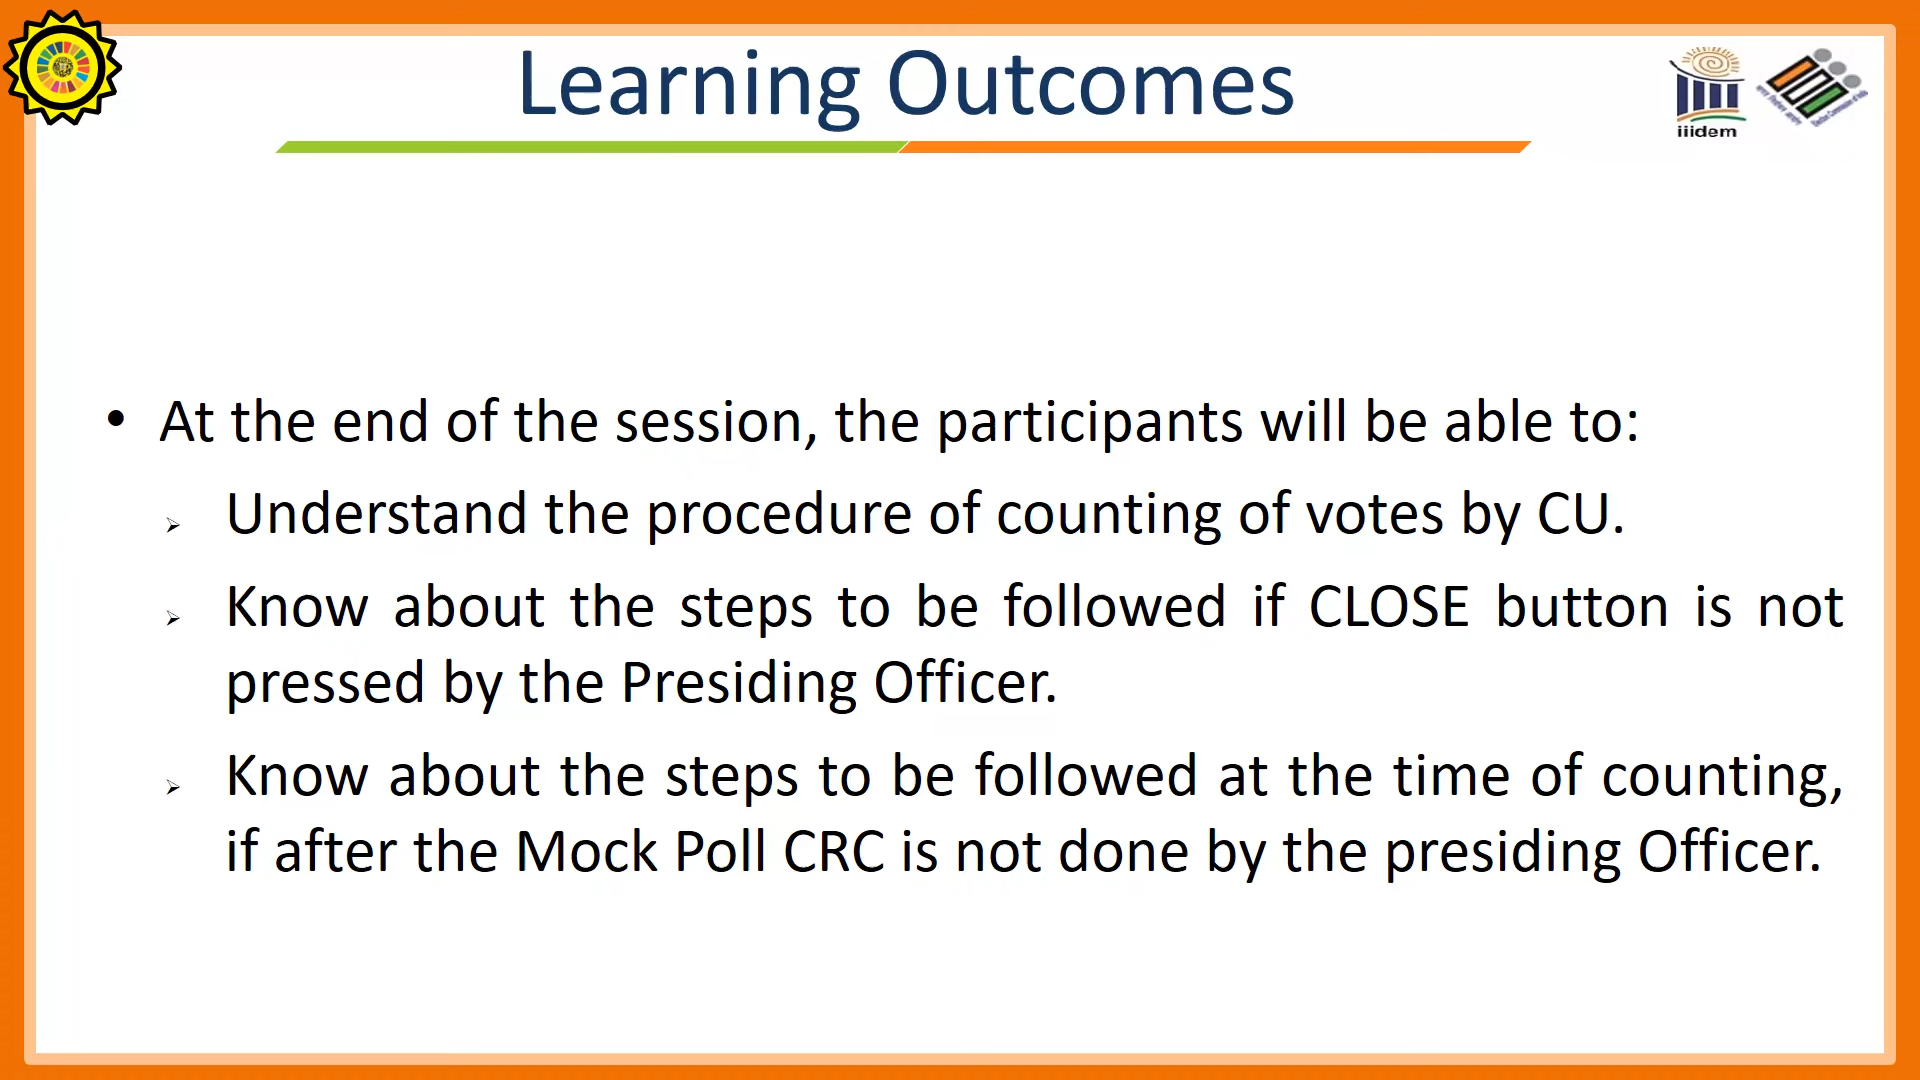 Learning Outcomes
iiidem
• At the end of the session, the participants will be able to:
➢ Understand the procedure of counting of votes by CU.
➢ Know about the steps to be followed if CLOSE button is not
pressed by the Presiding Officer.
➢ Know about the steps to be followed at the time of counting,
if after the Mock Poll CRC is not done by the presiding Officer.